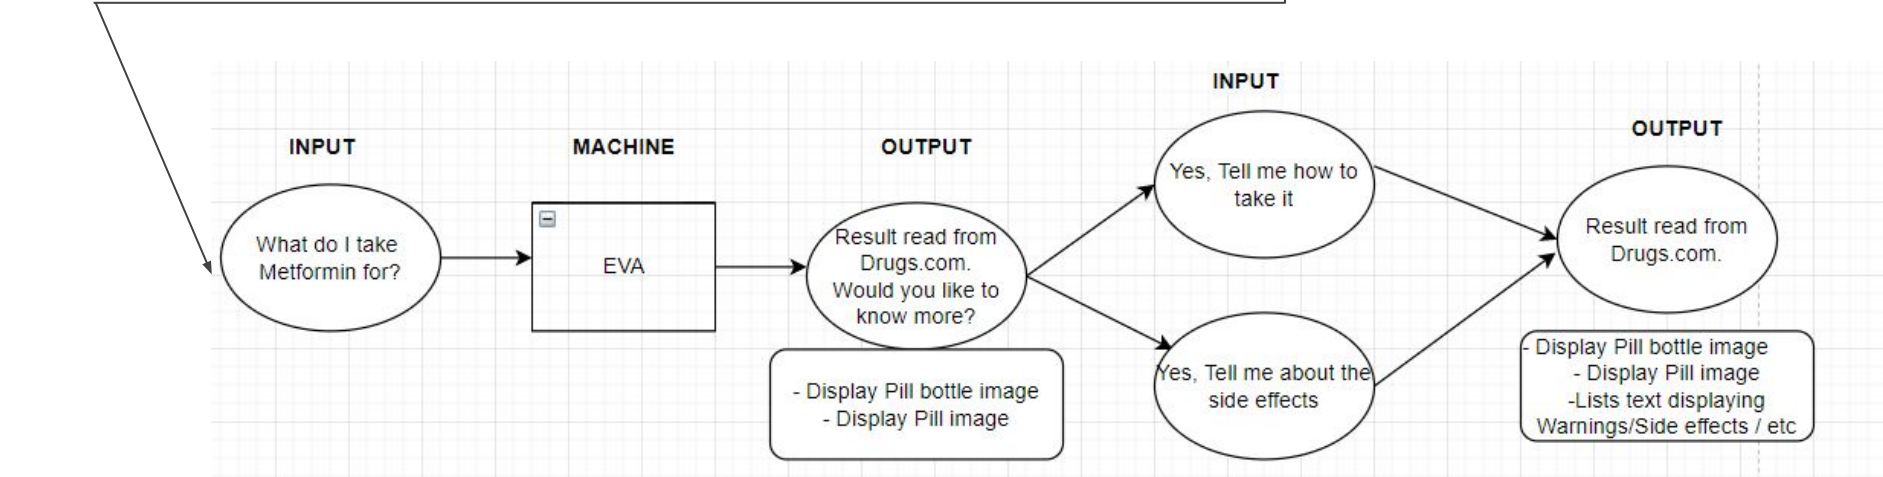 INPUT
What do I take
Metformin for?
MACHINE
EVA
OUTPUT
Result read from
Drugs.com.
Would you like to
know more?
- Display Pill bottle image
- Display Pill image
INPUT
Yes, Tell me how to
take it
Yes, Tell me about the
side effects
OUTPUT
Result read from
Drugs.com.
- Display Pill bottle image
- Display Pill image
-Lists text displaying
Warnings/Side effects / etc